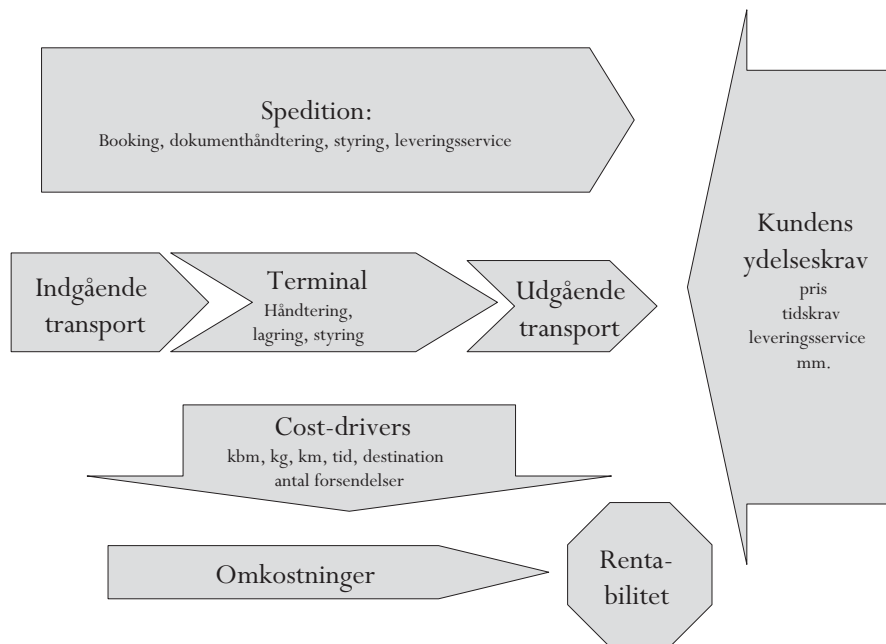 Spedition:
Booking, dokumenthåndtering, styring, leveringsservice
Kundens
ydelseskrav
pris
tidskrav
leveringsservice
mm.
Indgående
transport
Terminal
Håndtering,
lagring, styring
Udgående
transport
Cost-drivers
kbm, kg, km, tid, destination
antal forsendelser
Omkostninger
Renta-
bilitet